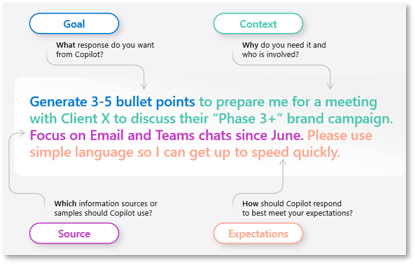 Goal
Context
What response do you want
from Copilot?
Why do you need it and
who is involved?
Generate 3-5 bullet points to prepare me for a meeting
with Client X to discuss their “Phase 3+” brand campaign.
Focus on Email and Teams chats since June. Please use
simple language so I can get up to speed quickly.
Which information sources or
samples should Copilot use?
How should Copilot respond
to best meet your expectations?
Source
Expectations